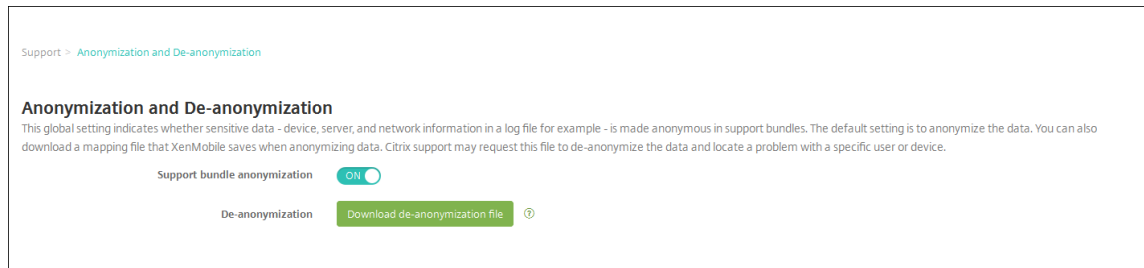 Support > Anonymization and De-anonymization
Anonymization and De-anonymization
This global setting indicates whether sensitive data - device, server, and network information in a log file for example - is made anonymous in support bundles. The default setting is to anonymize the data. You can also
download a mapping file that XenMobile saves when anonymizing data. Citrix support may request this file to de-anonymize the data and locate a problem with a specific user or device.
Support bundle anonymization ON
De-anonymization Download de-anonymization file ?